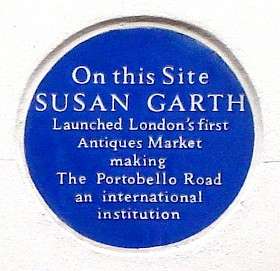 On this Site
SUSAN GARTH
Launched London's first
Antiques Market
making
The Portobello Road
an international
institution